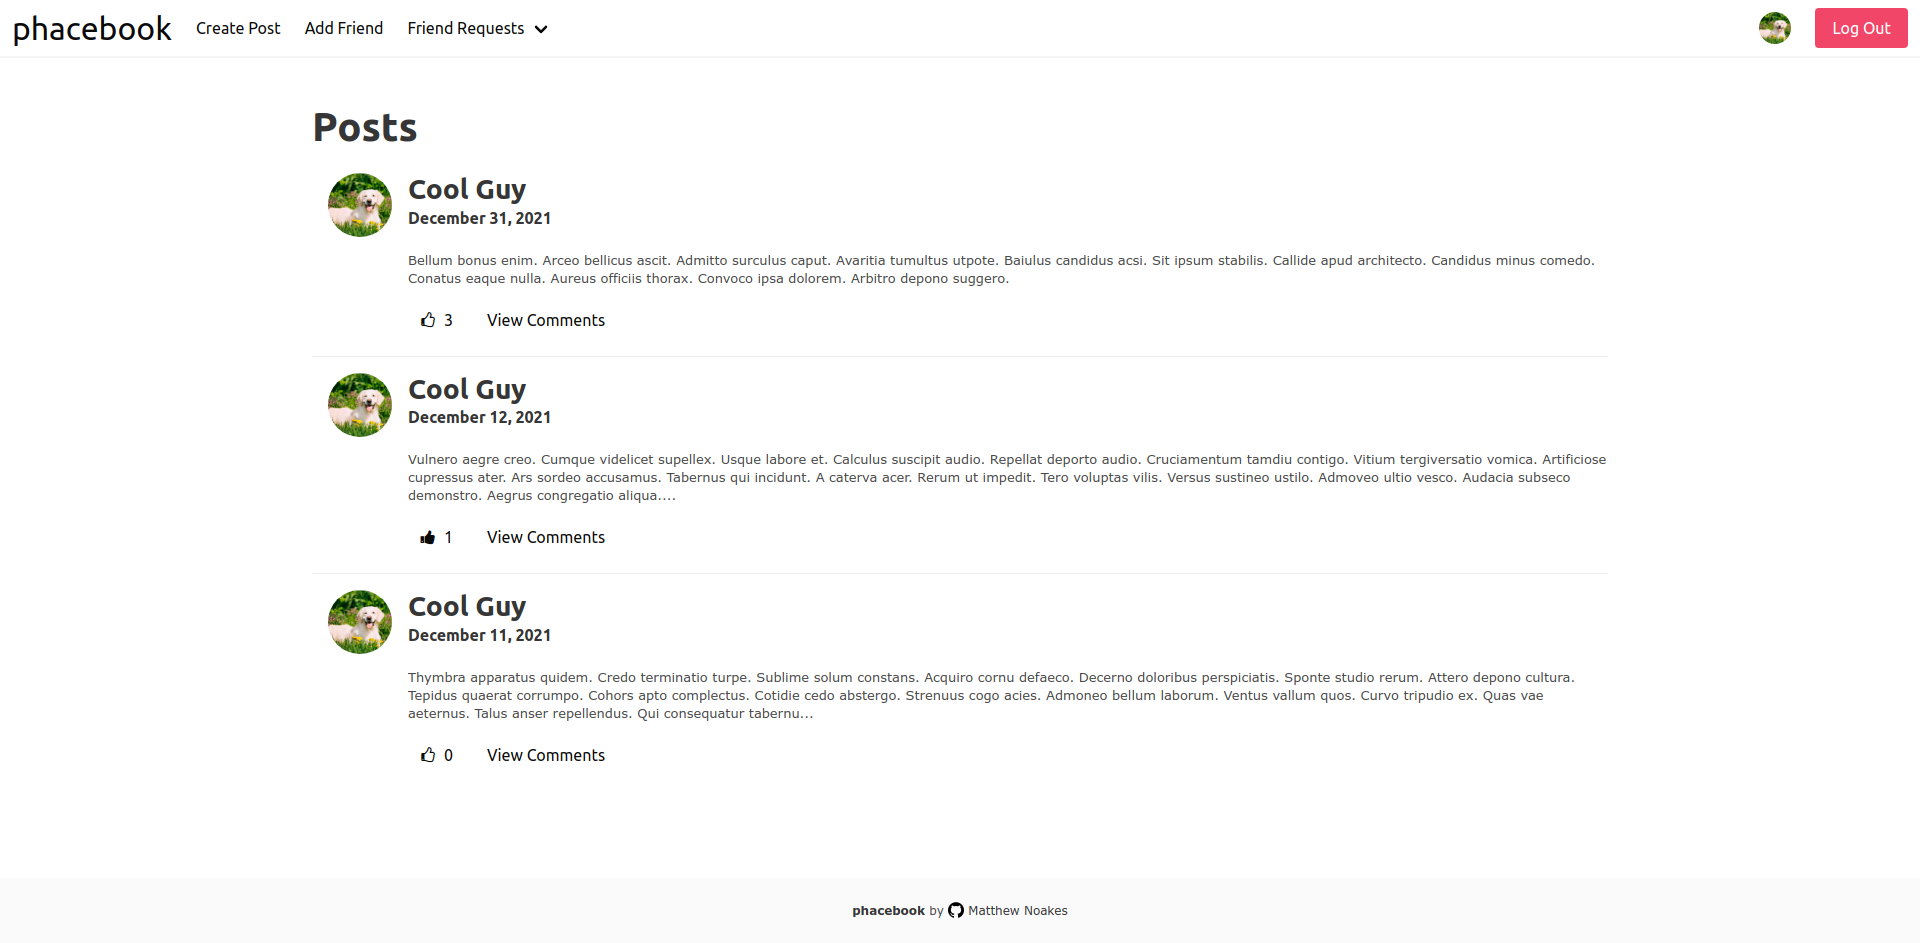 phacebook Create Post Add Friend Friend Requests Log Out
Posts
Cool Guy
December 31, 2021
Bellum bonus enim. Arceo bellicus ascit. Admitto surculus caput. Avaritia tumultus utpote. Baiulus candidus acsi. Sit ipsum stabilis. Callide apud architecto. Candidus minus comedo.
Conatus eaque nulla. Aureus officiis thorax. Convoco ipsa dolorem. Arbitro depono suggero.
3 View Comments
Cool Guy
December 12, 2021
Vulnero aegre creo. Cumque videlicet supellex. Usque labore et. Calculus suscipit audio. Repellat deporto audio. Cruciamentum tamdiu contigo. Vitium tergiversatio vomica. Artificiose
cupressus ater. Ars sordeo accusamus. Tabernus qui incidunt. A caterva acer. Rerum ut impedit. Tero voluptas vilis. Versus sustineo ustilo. Admoveo ultio vesco. Audacia subseco
demonstro. Aegrus congregatio aliqua....
1 View Comments
Cool Guy
December 11, 2021
Thymbra apparatus quidem. Credo terminatio turpe. Sublime solum constans. Acquiro cornu defaeco. Decerno doloribus perspiciatis. Sponte studio rerum. Attero depono cultura.
Tepidus quaerat corrumpo. Cohors apto complectus. Cotidie cedo abstergo. Strenuus cogo acies. Admoneo bellum laborum. Ventus vallum quos. Curvo tripudio ex. Quas vae
aeternus. Talus anser repellendus. Qui consequatur tabernu...
0 View Comments
phacebook by Matthew Noakes